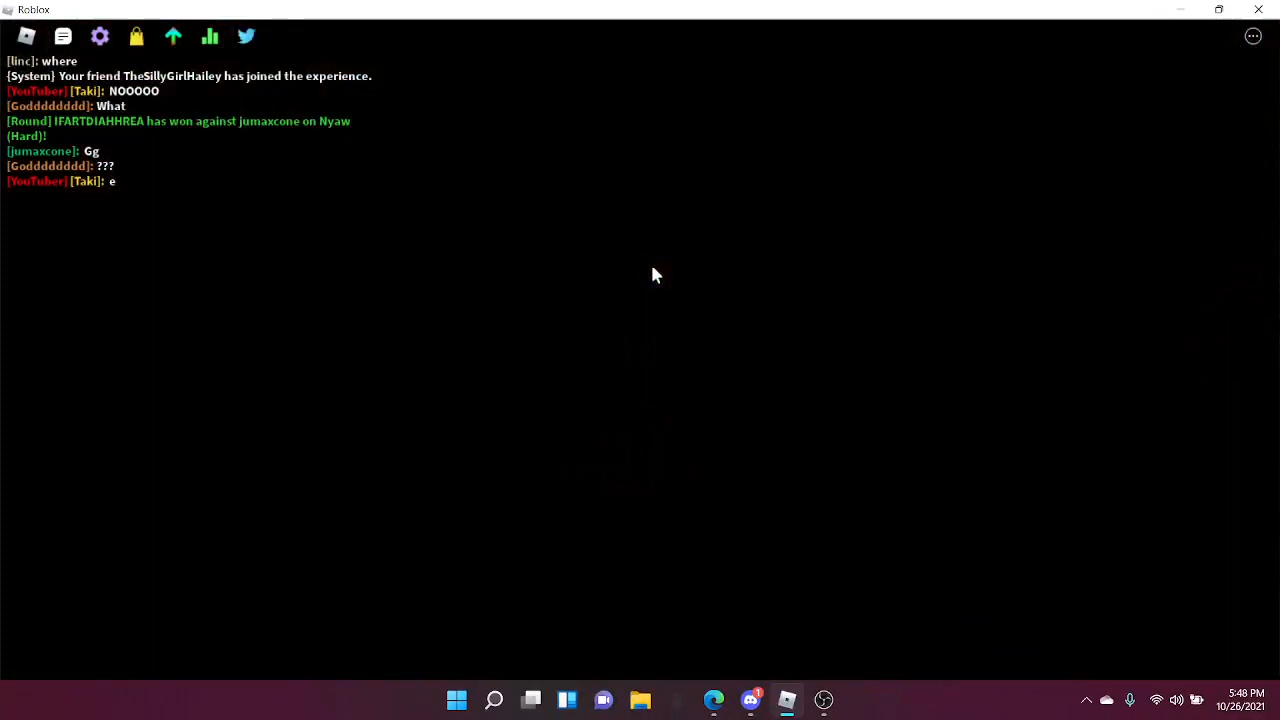 Roblox
[linc]: where
{System} Your friend TheSillyGirlHailey has joined the experience.
[YouTuber] [Taki]: NOOOOO
[Godddddddd]: What
[Round] IFARTDIAHHREA has won against jumaxcone on Nyaw
(Hard)!
[jumaxcone]: Gg
[Godddddddd]: ???
[YouTuber] [Taki]: e
1
5:48 PM
10/26/2021